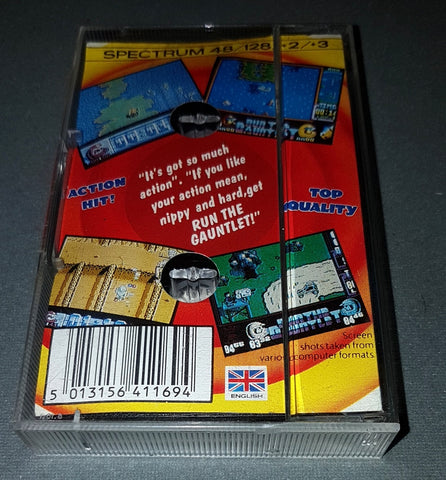 SPECTRUM 48/128/+2/+3
"It's got so much
action". "If you like
your action mean,
nippy and hard, get
RUN THE
GAUNTLET!"
ACTION
HIT!
TOP
QUALITY
Screen
shots taken from
various computer formats.
5 013156 411694
ENGLISH